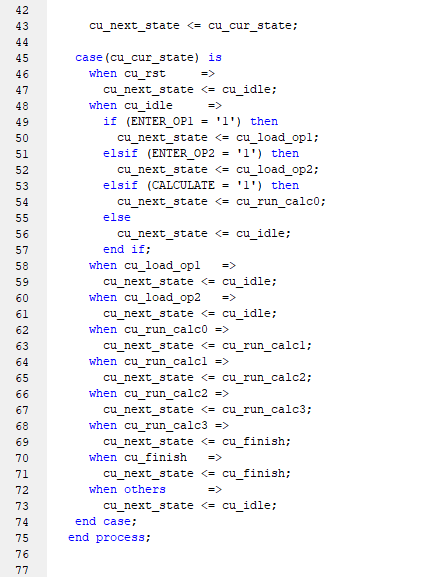 42
43 cu_next_state <= cu_cur_state;
44
45 case(cu_cur_state) is
46 when cu_rst =>
47 cu_next_state <= cu_idle;
48 when cu_idle =>
49 if (ENTER_OP1 = '1') then
50 cu_next_state <= cu_load_op1;
51 elsif (ENTER_OP2 = '1') then
52 cu_next_state <= cu_load_op2;
53 elsif (CALCULATE = '1') then
54 cu_next_state <= cu_run_calc0;
55 else
56 cu_next_state <= cu_idle;
57 end if;
58 when cu_load_op1 =>
59 cu_next_state <= cu_idle;
60 when cu_load_op2 =>
61 cu_next_state <= cu_idle;
62 when cu_run_calc0 =>
63 cu_next_state <= cu_run_calc1;
64 when cu_run_calc1 =>
65 cu_next_state <= cu_run_calc2;
66 when cu_run_calc2 =>
67 cu_next_state <= cu_run_calc3;
68 when cu_run_calc3 =>
69 cu_next_state <= cu_finish;
70 when cu_finish =>
71 cu_next_state <= cu_finish;
72 when others =>
73 cu_next_state <= cu_idle;
74 end case;
75 end process;
76
77